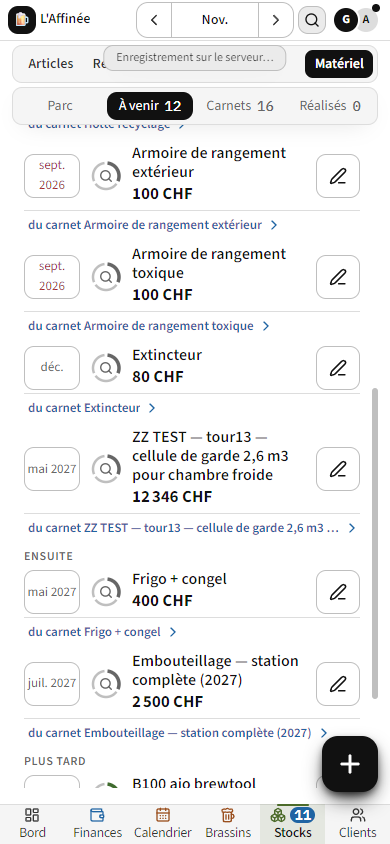 L'Affinée
Nov.
G
A
Articles
Enregistrement sur le serveur…
Matériel
Parc
À venir 12
Carnets 16
Réalisés 0
sept. 2026
Armoire de rangement
extérieur
100 CHF
du carnet Armoire de rangement extérieur
sept. 2026
Armoire de rangement
toxique
100 CHF
du carnet Armoire de rangement toxique
déc.
Extincteur
80 CHF
du carnet Extincteur
mai 2027
ZZ TEST — tour13 —
cellule de garde 2,6 m3
pour chambre froide
12 346 CHF
du carnet ZZ TEST — tour13 — cellule de garde 2,6 m3 …
ENSUITE
mai 2027
Frigo + congel
400 CHF
du carnet Frigo + congel
juil. 2027
Embouteillage — station
complète (2027)
2 500 CHF
du carnet Embouteillage — station complète (2027)
PLUS TARD
B100 aio brewtool
Bord
Finances
Calendrier
Brassins
11
Stocks
Clients